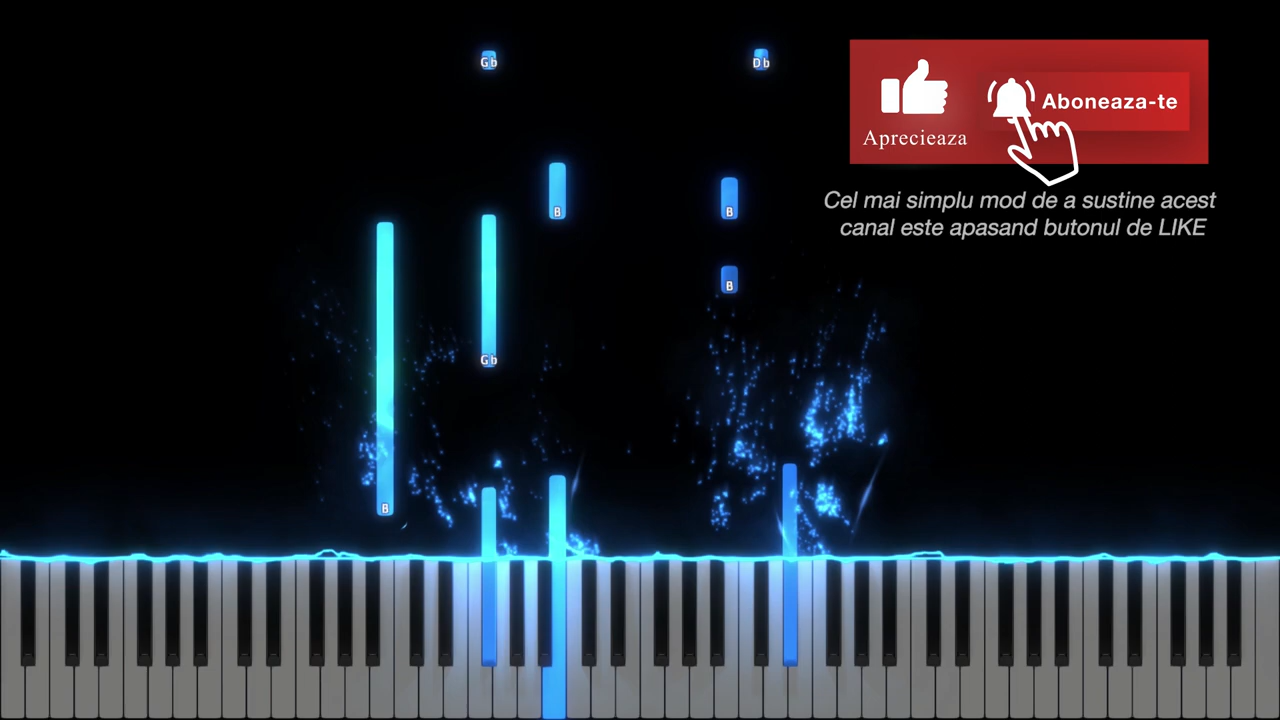 Gb
Db
Aboneaza-te
Aprecieaza
Cel mai simplu mod de a sustine acest
canal este apasand butonul de LIKE
B
B
B
Gb
B